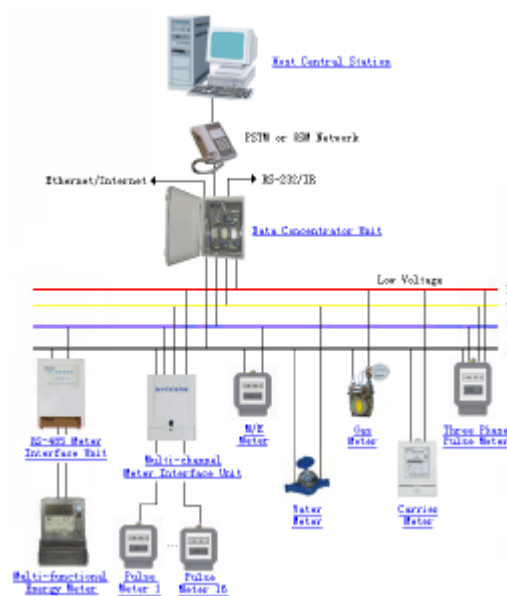 Host Central Station
PSTN or GSM Network
Ethernet/Internet
RS-232/IR
Data Concentrator Unit
Low Voltage
RS-485 Meter
Interface Unit
Multi-channel
Meter Interface Unit
M/E
Meter
Gas
Meter
Three Phase
Pulse Meter
Water
Meter
Carrier
Meter
Multi-functional
Energy Meter
Pulse
Meter 1
...
Pulse
Meter 16